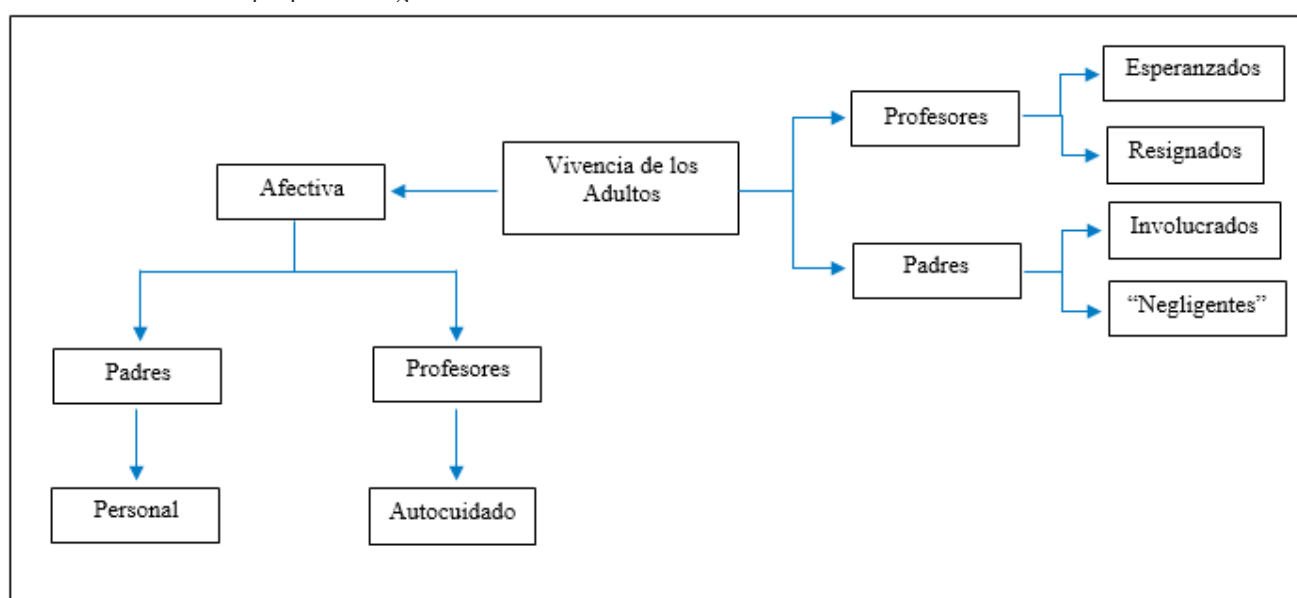 Esperanzados
Profesores
Resignados
Vivencia de los
Adultos
Afectiva
Involucrados
Padres
“Negligentes”
Padres
Profesores
Personal
Autocuidado